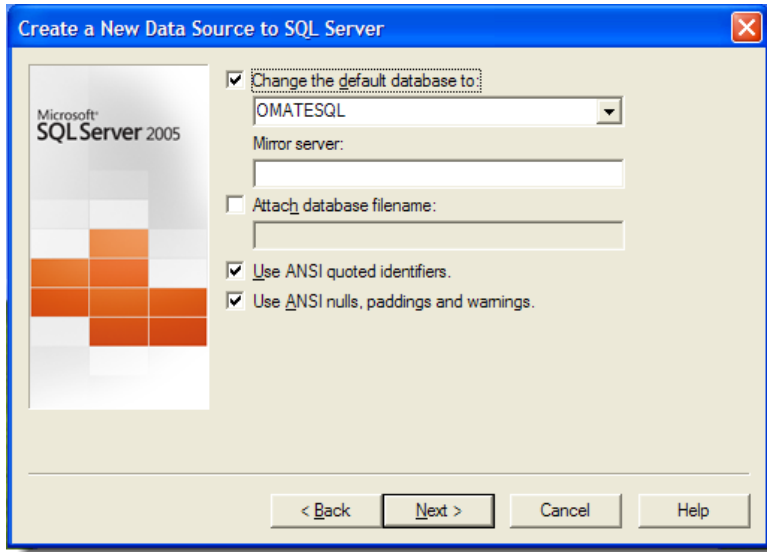 Create a New Data Source to SQL Server
Microsoft®
SQL Server 2005
Change the default database to:
OMATESQL
Mirror server:
Attach database filename:
Use ANSI quoted identifiers.
Use ANSI nulls, paddings and warnings.
< Back
Next >
Cancel
Help